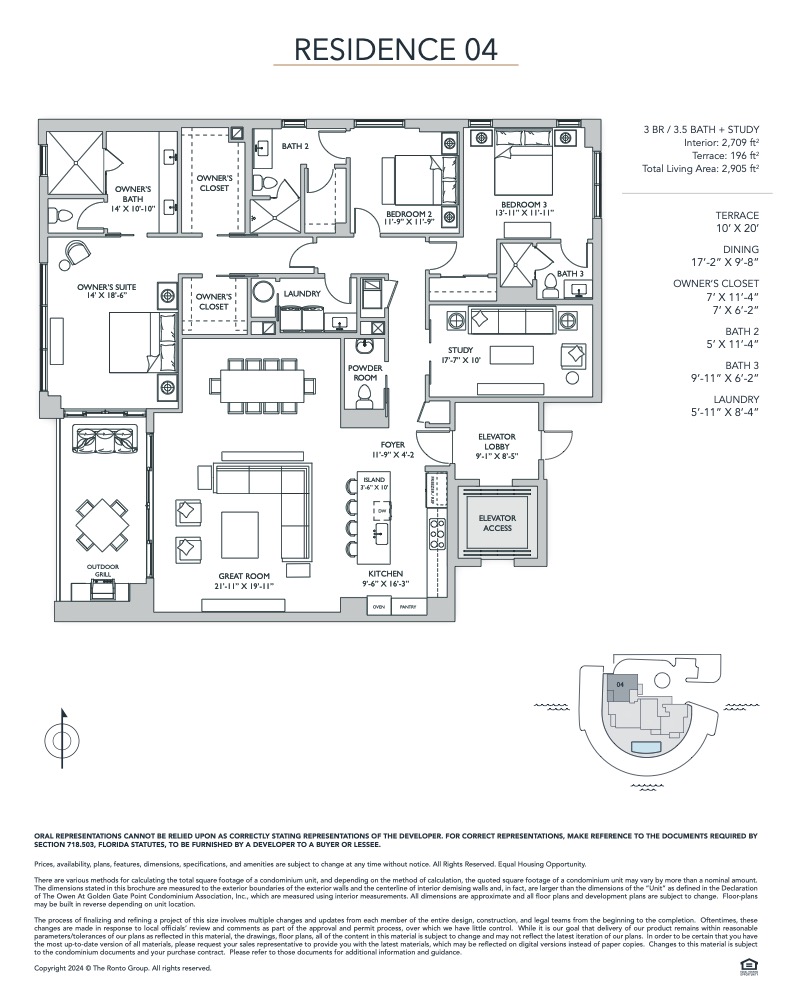 RESIDENCE 04
3 BR / 3.5 BATH + STUDY
Interior: 2,709 ft²
Terrace: 196 ft²
Total Living Area: 2,905 ft²
TERRACE
10' X 20'
DINING
17'-2" X 9'-8"
OWNER'S CLOSET
7' X 11'-4"
7' X 6'-2"
BATH 2
5' X 11'-4"
BATH 3
9'-11" X 6'-2"
LAUNDRY
5'-11" X 8'-4"
OWNER'S
BATH
14' X 10'-10"
OWNER'S
CLOSET
BATH 2
BEDROOM 2
11'-9" X 11'-9"
BEDROOM 3
13'-11" X 11'-11"
BATH 3
OWNER'S SUITE
14' X 18'-6"
OWNER'S
CLOSET
LAUNDRY
STUDY
17'-7" X 10'
POWDER
ROOM
FOYER
11'-9" X 4'-2
ELEVATOR
LOBBY
9'-1" X 8'-5"
ELEVATOR
ACCESS
ISLAND
3'-6" X 10'
DW
OUTDOOR
GRILL
GREAT ROOM
21'-11" X 19'-11"
KITCHEN
9'-6" X 16'-3"
OVEN
PANTRY
04
ORAL REPRESENTATIONS CANNOT BE RELIED UPON AS CORRECTLY STATING REPRESENTATIONS OF THE DEVELOPER. FOR CORRECT REPRESENTATIONS, MAKE REFERENCE TO THE DOCUMENTS REQUIRED BY
SECTION 718.503, FLORIDA STATUTES, TO BE FURNISHED BY A DEVELOPER TO A BUYER OR LESSEE.
Prices, availability, plans, features, dimensions, specifications, and amenities are subject to change at any time without notice. All Rights Reserved. Equal Housing Opportunity.
There are various methods for calculating the total square footage of a condominium unit, and depending on the method of calculation, the quoted square footage of a condominium unit may vary by more than a nominal amount.
The dimensions stated in this brochure are measured to the exterior boundaries of the exterior walls and the centerline of interior demising walls and, in fact, are larger than the dimensions of the "Unit" as defined in the Declaration
of The Owen At Golden Gate Point Condominium Association, Inc., which are measured using interior measurements. All dimensions are approximate and all floor plans and development plans are subject to change. Floor-plans
may be built in reverse depending on unit location.
The process of finalizing and refining a project of this size involves multiple changes and updates from each member of the entire design, construction, and legal teams from the beginning to the completion. Oftentimes, these
changes are made in response to local officials' review and comments as part of the approval and permit process, over which we have little control. While it is our goal that delivery of our product remains within reasonable
parameters/tolerances of our plans as reflected in this material, the drawings, floor plans, all of the content in this material is subject to change and may not reflect the latest iteration of our plans. In order to be certain that you have
the most up-to-date version of all materials, please request your sales representative to provide you with the latest materials, which may be reflected on digital versions instead of paper copies. Changes to this material is subject
to the condominium documents and your purchase contract. Please refer to those documents for additional information and guidance.
Copyright 2024 © The Ronto Group. All rights reserved.